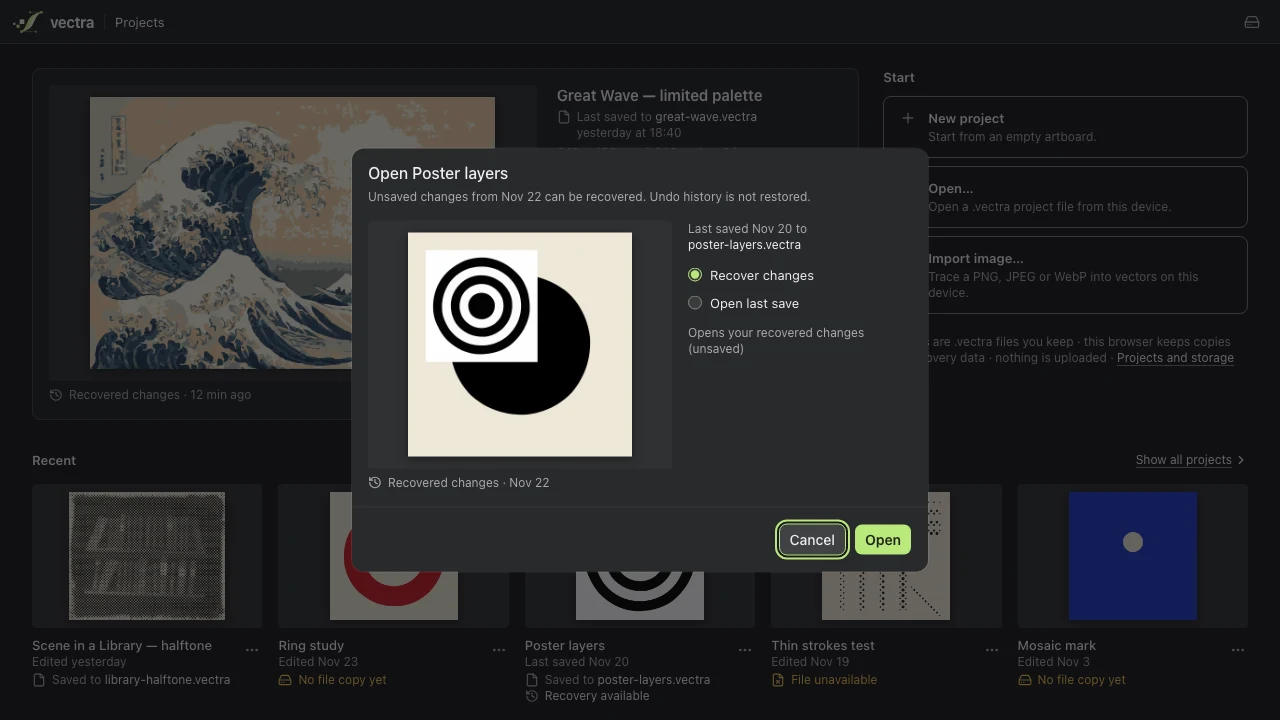 vectra
Projects
Great Wave — limited palette
Last saved to great-wave.vectra
yesterday at 18:40
Recovered changes · 12 min ago
Start
New project
Start from an empty artboard.
Open...
Open a .vectra project file from this device.
Import image...
Trace a PNG, JPEG or WebP into vectors on this
device.
are .vectra files you keep · this browser keeps copies
data · nothing is uploaded · Projects and storage
Open Poster layers
Unsaved changes from Nov 22 can be recovered. Undo history is not restored.
Last saved Nov 20 to
poster-layers.vectra
Recover changes
Open last save
Opens your recovered changes
(unsaved)
Recovered changes · Nov 22
Cancel
Open
Recent
Show all projects
Scene in a Library — halftone
Edited yesterday
Saved to library-halftone.vectra
Ring study
Edited Nov 23
No file copy yet
Poster layers
Last saved Nov 20
Saved to poster-layers.vectra
Recovery available
Thin strokes test
Edited Nov 19
File unavailable
Mosaic mark
Edited Nov 3
No file copy yet